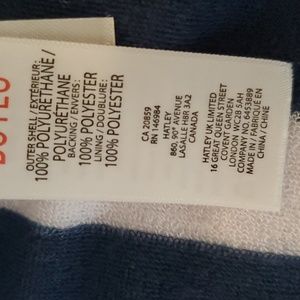 OUTER SHELL / EXTÉRIEUR:
100% POLYURETHANE /
POLYURÉTHANE
BACKING / ENVERS:
100% POLYESTER
LINING / DOUBLURE:
100% POLYESTER
CA 20859
RN 146984
HATLEY
860, 90e AVENUE
LASALLE H8R 3A2
CANADA
HATLEY UK LIMITED
16 GREAT QUEEN STREET
COVENT GARDEN
LONDON WC2B 5AH
COMPANY NO. 6453889
MADE IN / FABRIQUÉ EN
CHINA / CHINE